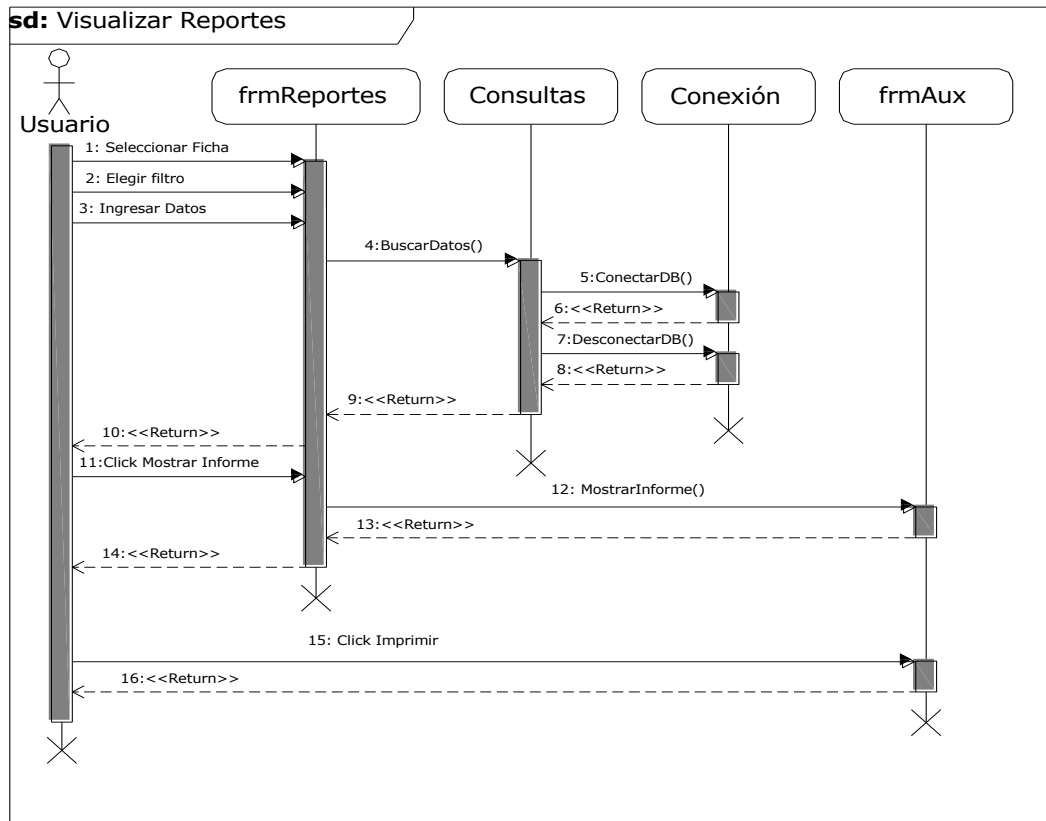 sd: Visualizar Reportes
Usuario
frmReportes
Consultas
Conexión
frmAux
1: Seleccionar Ficha
2: Elegir filtro
3: Ingresar Datos
4:BuscarDatos()
5:ConectarDB()
6:<<Return>>
7:DesconectarDB()
8:<<Return>>
9:<<Return>>
10:<<Return>>
11:Click Mostrar Informe
12: MostrarInforme()
13:<<Return>>
14:<<Return>>
15: Click Imprimir
16:<<Return>>